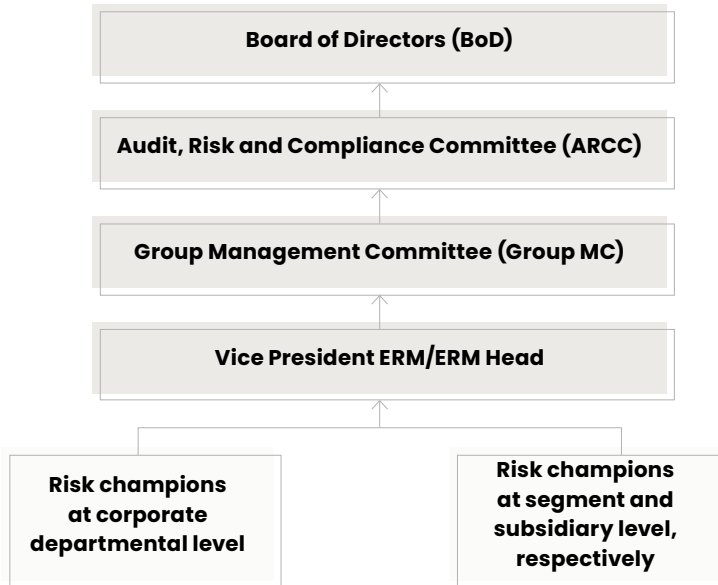 Board of Directors (BoD)
Audit, Risk and Compliance Committee (ARCC)
Group Management Committee (Group MC)
Vice President ERM/ERM Head
Risk champions
at corporate
departmental level
Risk champions
at segment and
subsidiary level,
respectively